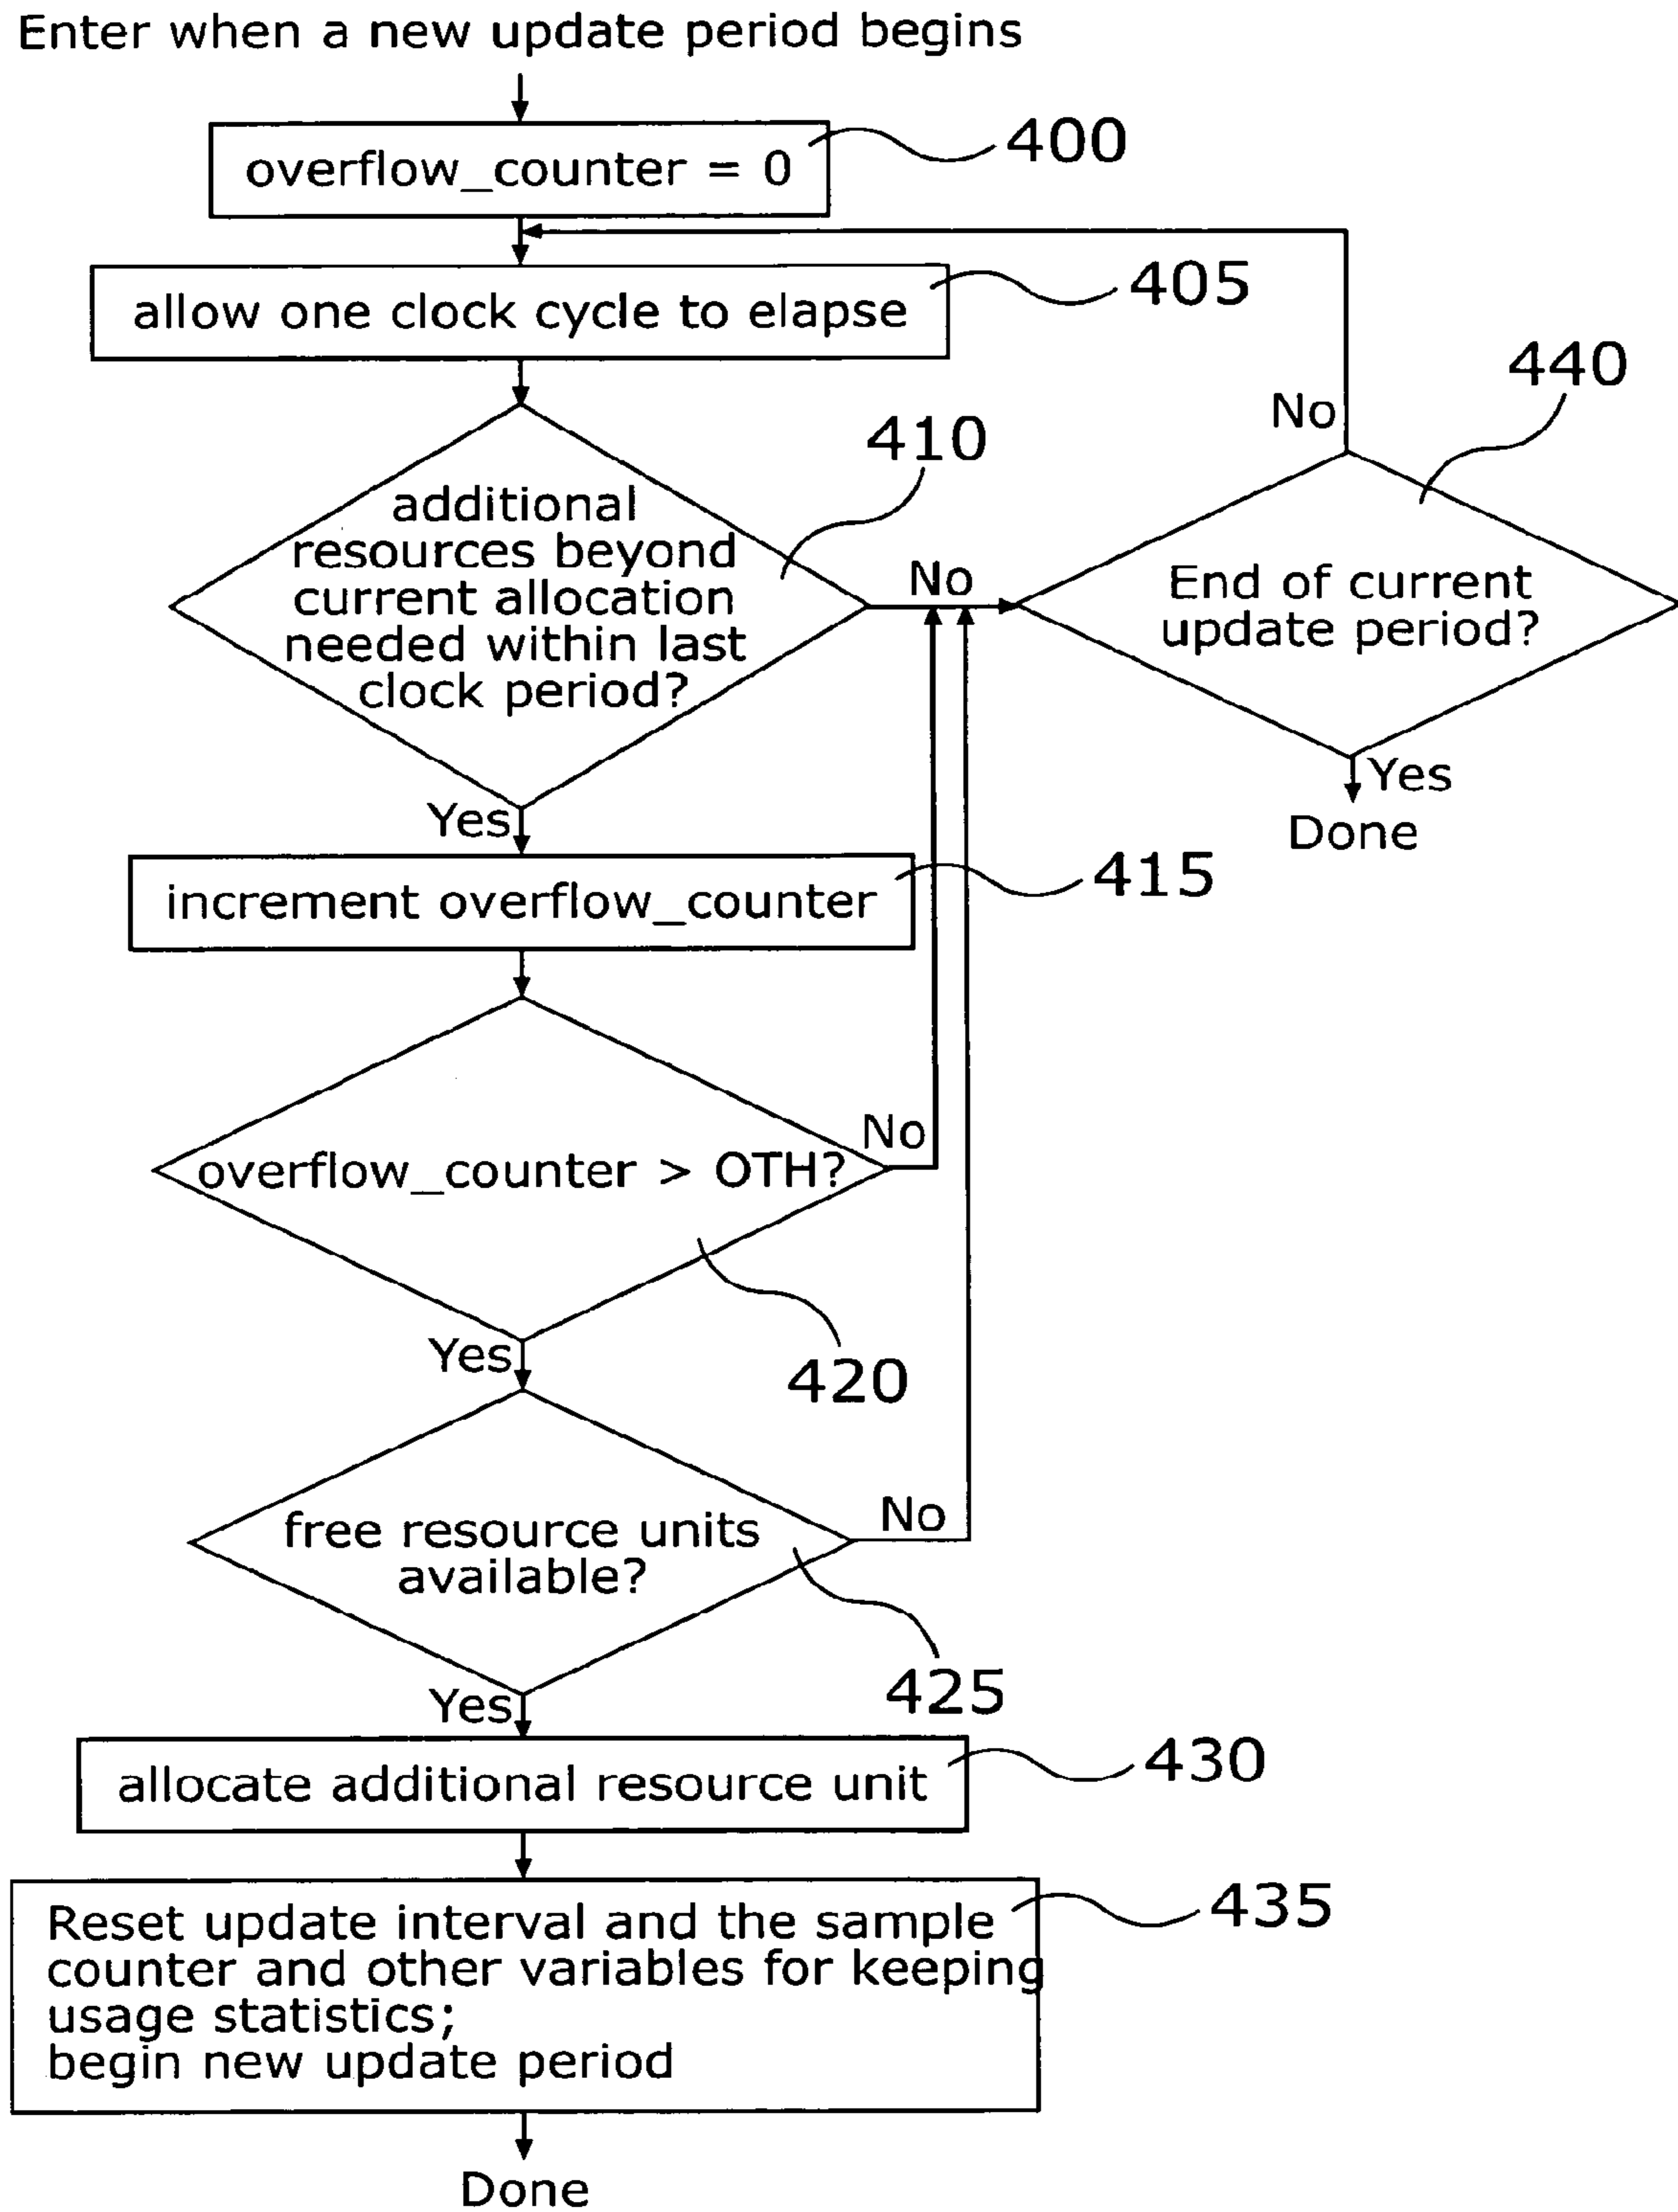 Enter when a new update period begins
overflow_counter = 0
400
allow one clock cycle to elapse
405
440
No
410
additional
resources beyond
current allocation
needed within last
clock period?
No
End of current
update period?
Yes
Done
Yes
increment overflow_counter
415
No
overflow_counter > OTH?
Yes
420
free resource units
available?
No
425
Yes
allocate additional resource unit
430
Reset update interval and the sample
counter and other variables for keeping
usage statistics;
begin new update period
435
Done